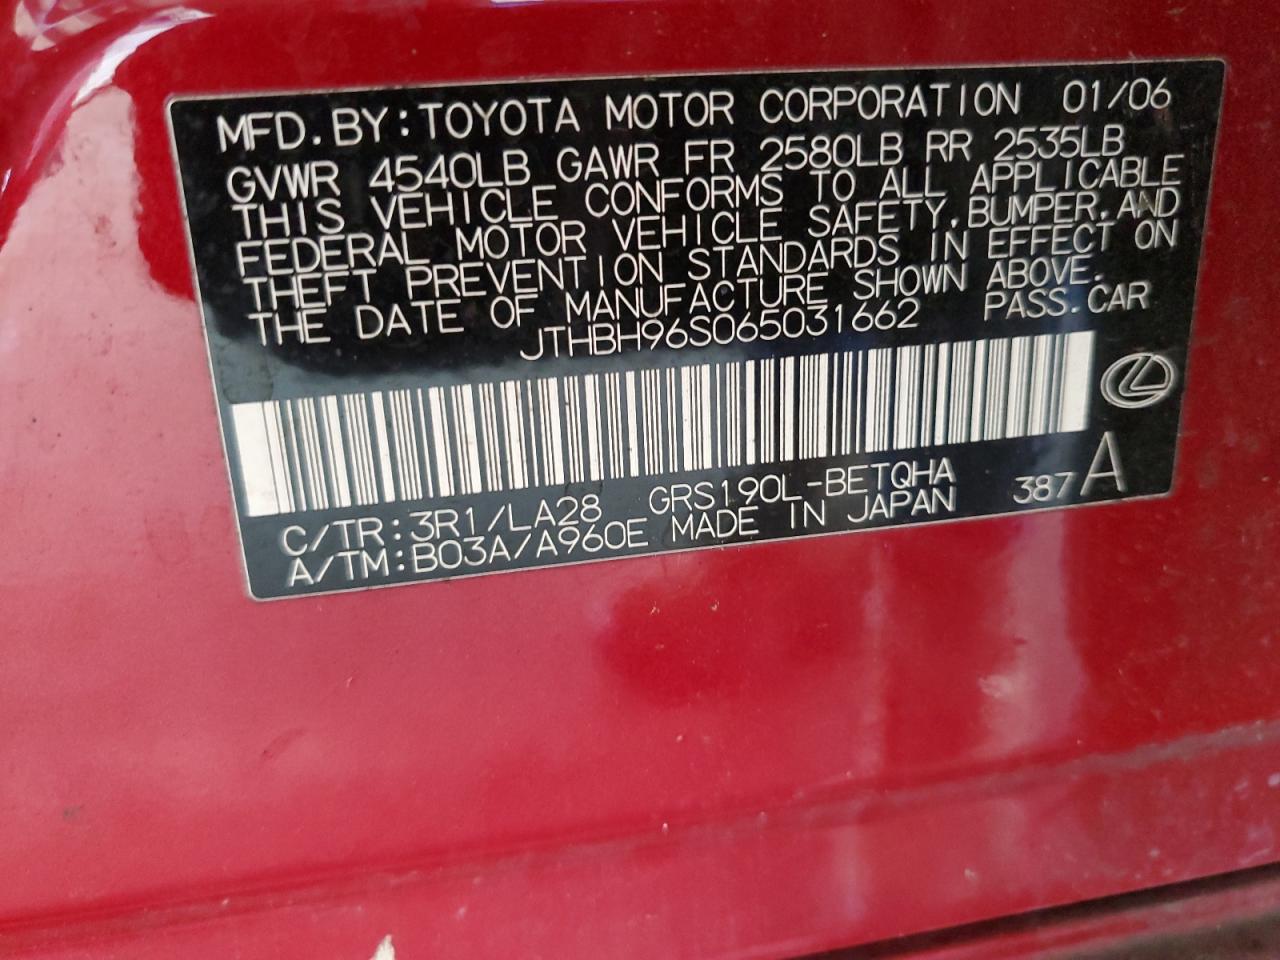 MFD. BY: TOYOTA MOTOR CORPORATION 01/06
GVWR 4540LB GAWR FR 2580LB RR 2535LB
THIS VEHICLE CONFORMS TO ALL APPLICABLE
FEDERAL MOTOR VEHICLE SAFETY, BUMPER, AND
THEFT PREVENTION STANDARDS IN EFFECT ON
THE DATE OF MANUFACTURE SHOWN ABOVE.
JTHBH96S065031662 PASS. CAR
C/TR: 3R1/LA28 GRS190L-BETQHA 387 A
A/TM: B03A/A960E MADE IN JAPAN